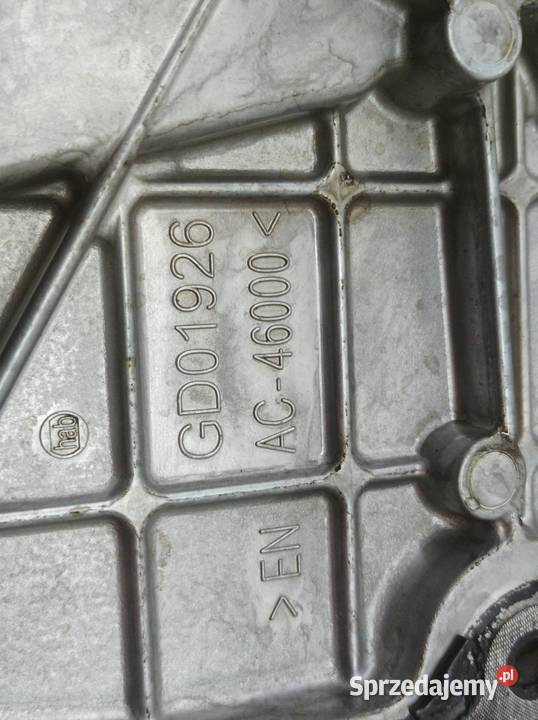 GD01926
>EN AC-46000<
hab
Sprzedajemy.pl